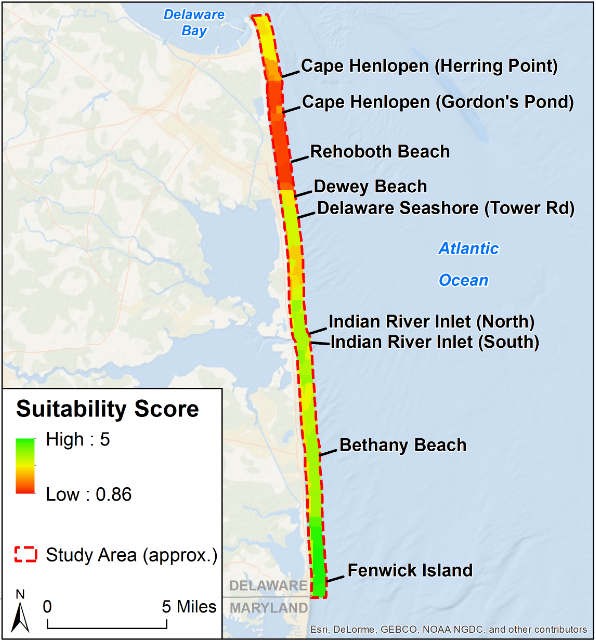 Delaware
Bay
Cape Henlopen (Herring Point)
Cape Henlopen (Gordon's Pond)
Rehoboth Beach
Dewey Beach
Delaware Seashore (Tower Rd)
Atlantic
Ocean
Indian River Inlet (North)
Indian River Inlet (South)
Bethany Beach
Fenwick Island
Suitability Score
High : 5
Low : 0.86
Study Area (approx.)
N
0 5 Miles
DELAWARE
MARYLAND
Esri, DeLorme, GEBCO, NOAA NGDC, and other contributors